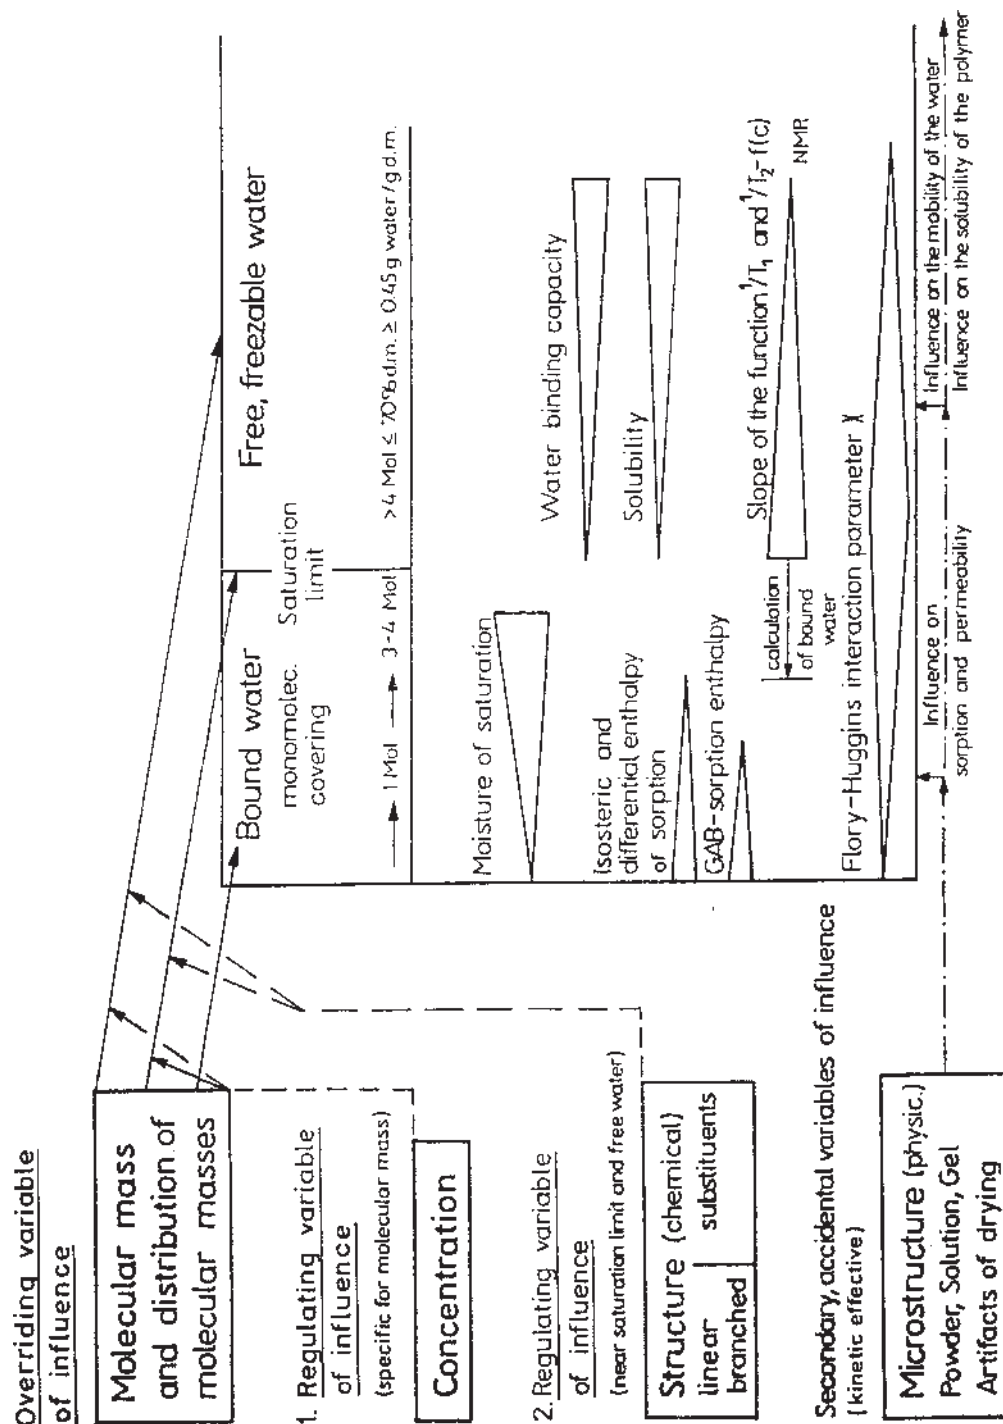 Overriding variable
of influence
Molecular mass
and distribution of
molecular masses
1. Regulating variable
of influence
(specific for molecular mass)
Concentration
2. Regulating variable
of influence
(near saturation limit and free water)
Structure (chemical)
linear
branched
substituents
Secondary, accidental variables of influence
(kinetic effective)
Microstructure (physic.)
Powder, Solution, Gel
Artifacts of drying
Bound water
monomolec.
covering
Saturation
limit
Free, freezable water
1 Mol
3-4 Mol
>4 Mol ≤ 70% d.m. ≥ 0.45 g water/g d.m.
Moisture of saturation
Water binding capacity
Isosteric and
differential enthalpy
of sorption
Solubility
GAB-sorption enthalpy
calculation
of bound
water
Slope of the function 1/T1 and 1/T2-f(c)
NMR
Flory-Huggins interaction parameter χ
Influence on
sorption and permeability
Influence on the mobility of the water
Influence on the solubility of the polymer